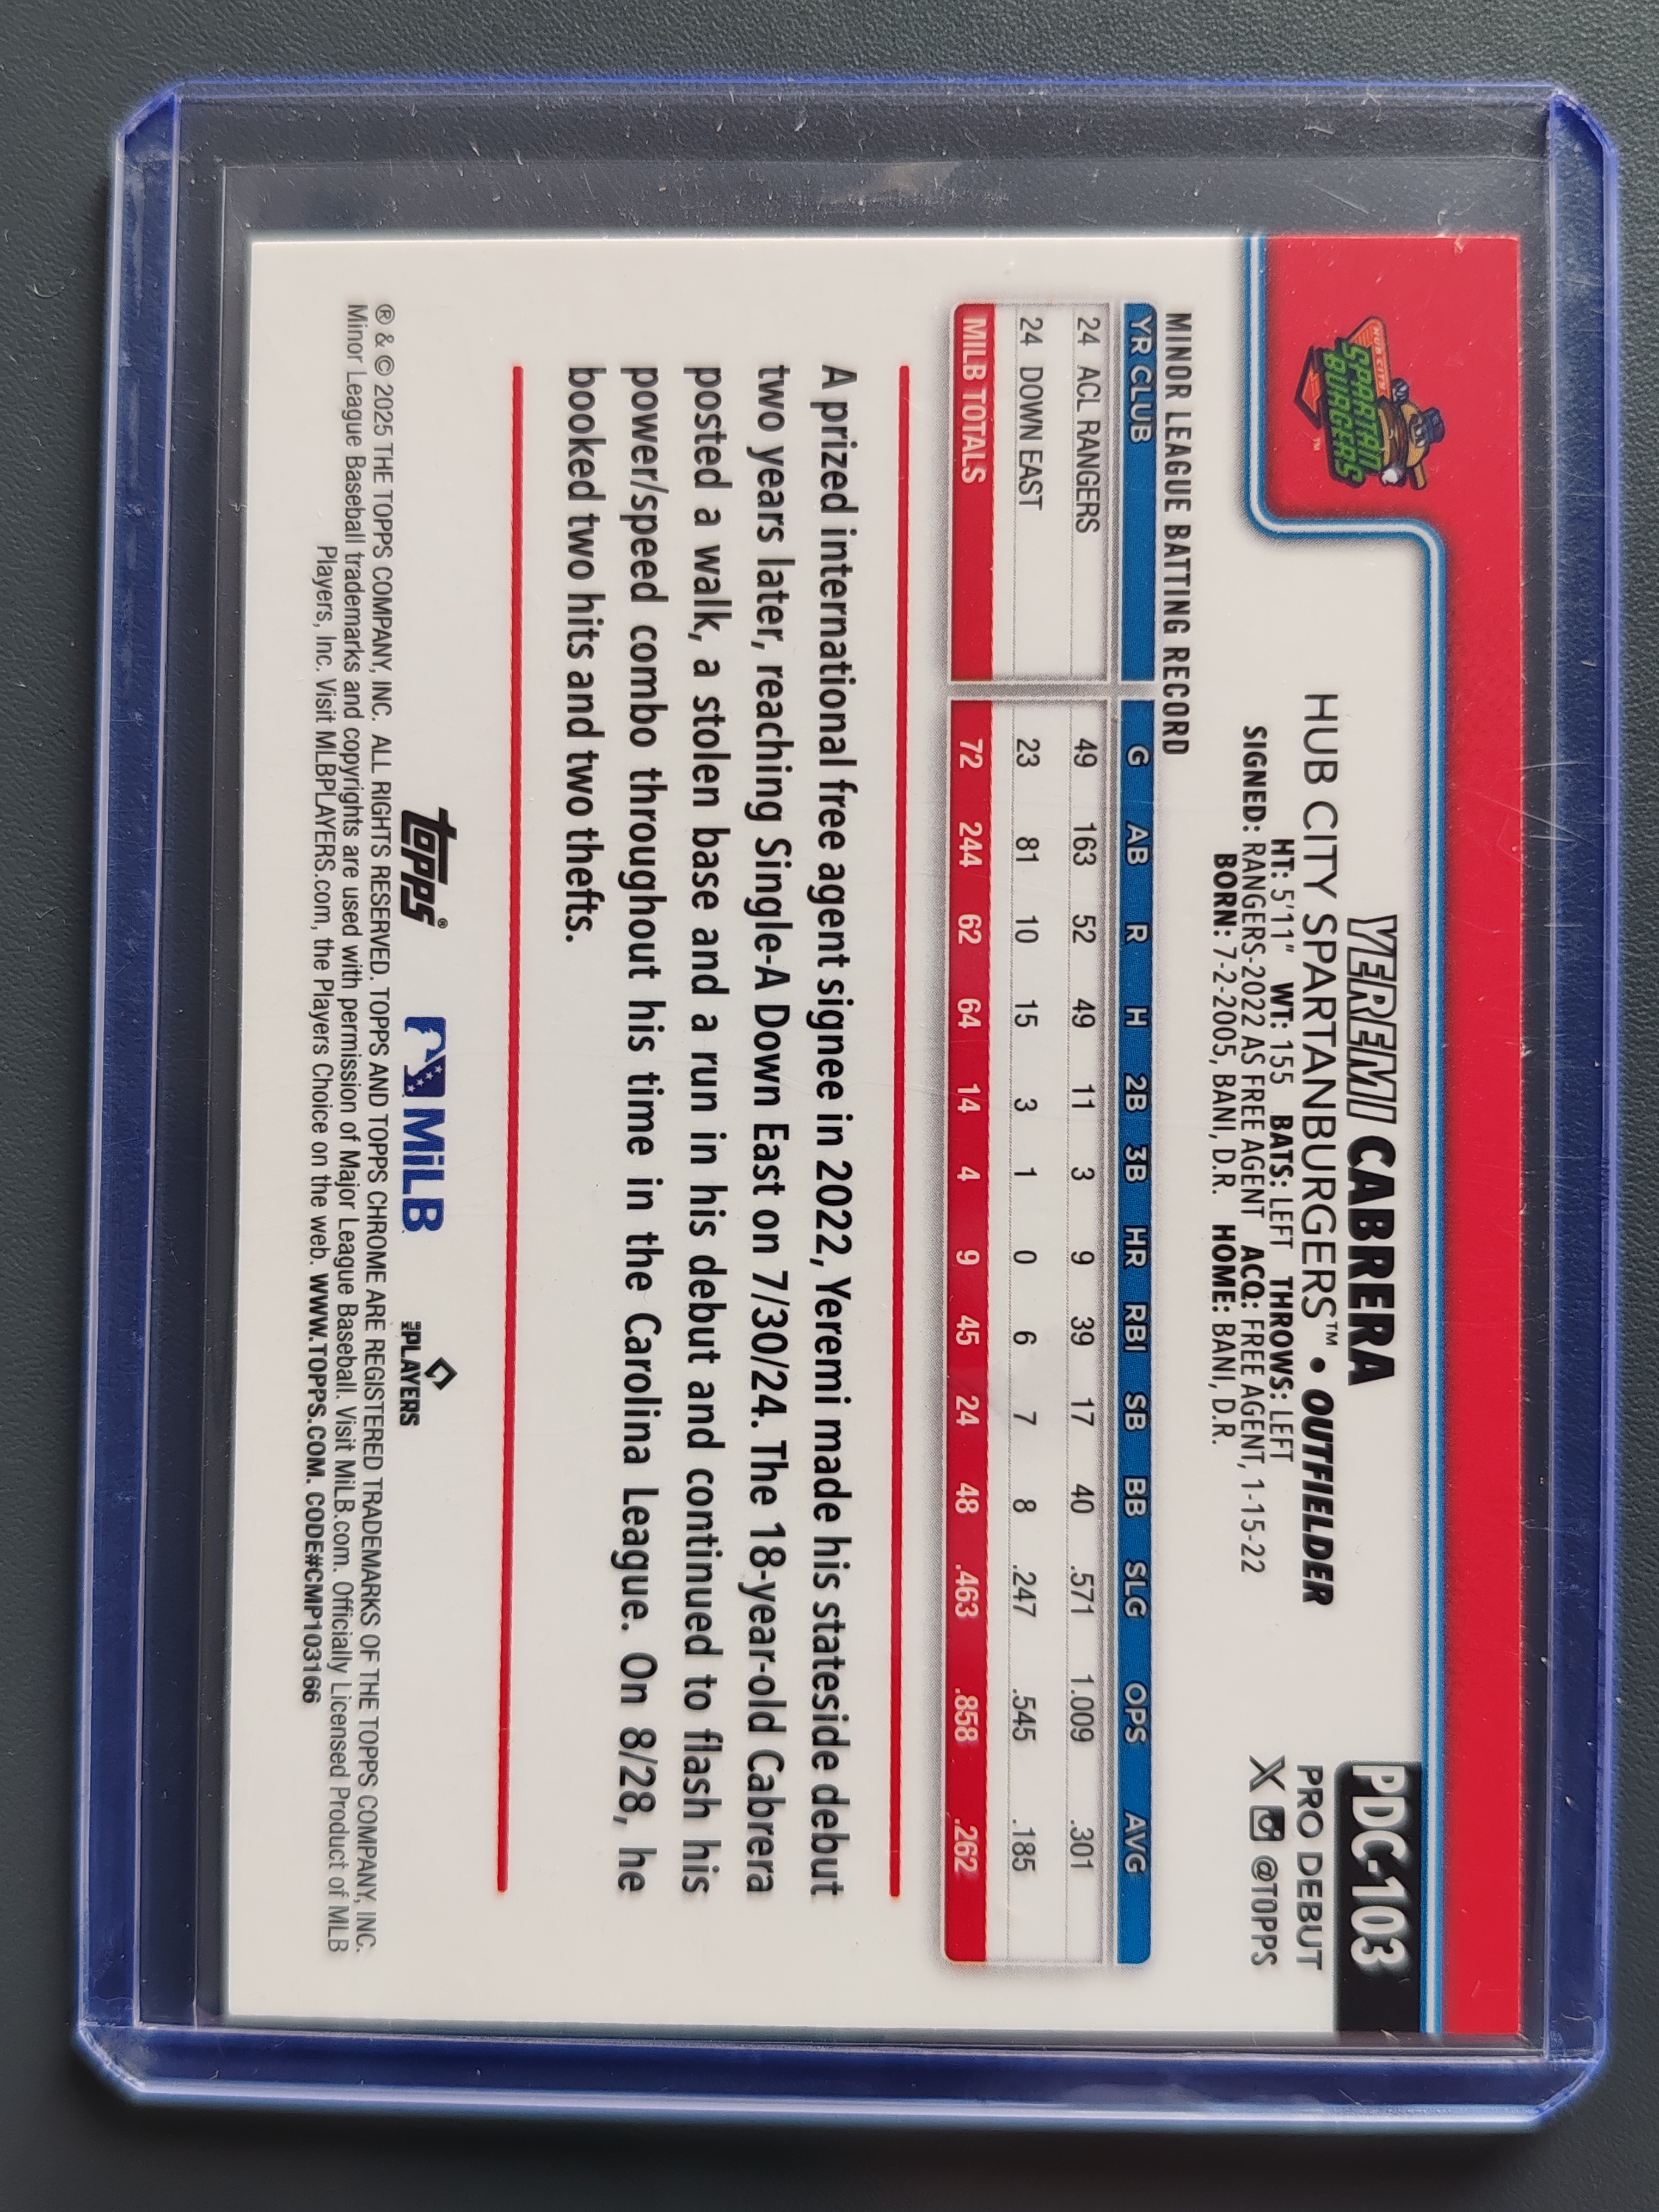 HUB CITY
SPARTAN
BURGERS™
YEREMI CABRERA
HUB CITY SPARTANBURGERS™ • OUTFIELDER
HT: 5'11" WT: 155 BATS: LEFT THROWS: LEFT
SIGNED: RANGERS-2022 AS FREE AGENT ACQ: FREE AGENT, 1-15-22
BORN: 7-2-2005, BANI, D.R. HOME: BANI, D.R.
PDC-103
PRO DEBUT
X @TOPPS
MINOR LEAGUE BATTING RECORD
YR CLUB G AB R H 2B 3B HR RBI SB BB SLG OPS AVG
24 ACL RANGERS 49 163 52 49 11 3 9 39 17 40 .571 1.009 .301
24 DOWN EAST 23 81 10 15 3 1 0 6 7 8 .247 .545 .185
MILB TOTALS 72 244 62 64 14 4 9 45 24 48 .463 .858 .262
A prized international free agent signee in 2022, Yeremi made his stateside debut
two years later, reaching Single-A Down East on 7/30/24. The 18-year-old Cabrera
posted a walk, a stolen base and a run in his debut and continued to flash his
power/speed combo throughout his time in the Carolina League. On 8/28, he
booked two hits and two thefts.
topps® MiLB THE PLAYERS
® & © 2025 THE TOPPS COMPANY, INC. ALL RIGHTS RESERVED. TOPPS AND TOPPS CHROME ARE REGISTERED TRADEMARKS OF THE TOPPS COMPANY, INC.
Minor League Baseball trademarks and copyrights are used with permission of Major League Baseball. Visit MiLB.com. Officially Licensed Product of MLB
Players, Inc. Visit MLBPLAYERS.com, the Players Choice on the web. WWW.TOPPS.COM. CODE#CMP103166